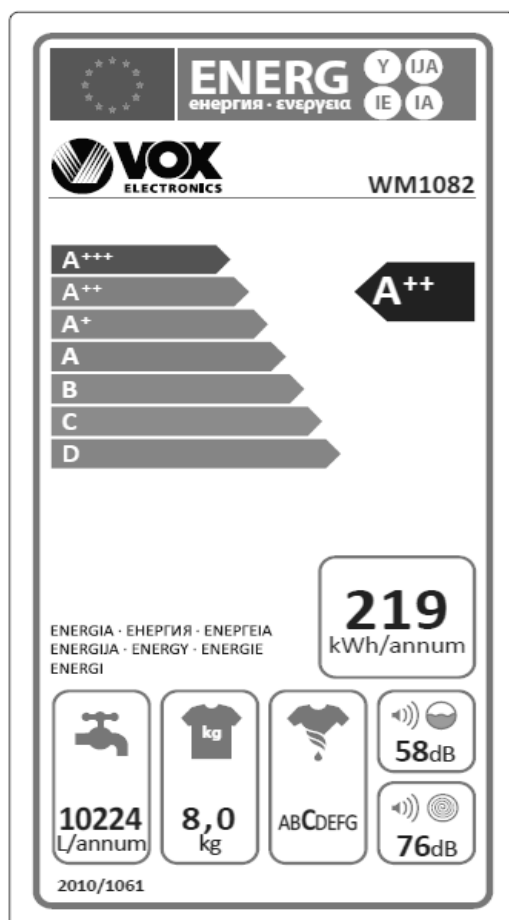 ENERG
енергия · ενεργεια
Y
IJA
IE
IA
VOX
ELECTRONICS
WM1082
A+++
A++
A+
A
B
C
D
A++
219
kWh/annum
ENERGIA · ЕНЕРГИЯ · ΕΝΕΡΓΕΙΑ
ENERGIJA · ENERGY · ENERGIE
ENERGI
10224
L/annum
kg
8,0
kg
ABCDEFG
58dB
76dB
2010/1061